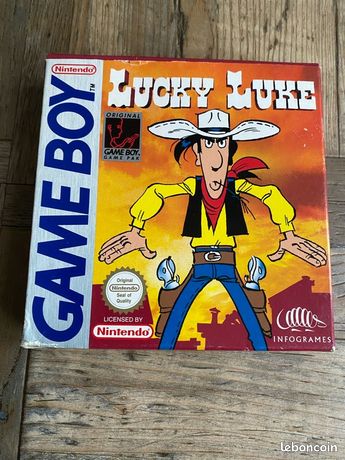 Nintendo
GAME BOY
TM
LUCKY LUKE
ORIGINAL
GAME BOY
GAME PAK
Original
Nintendo
Seal of
Quality
LICENSED BY
Nintendo
INFOGRAMES
leboncoin